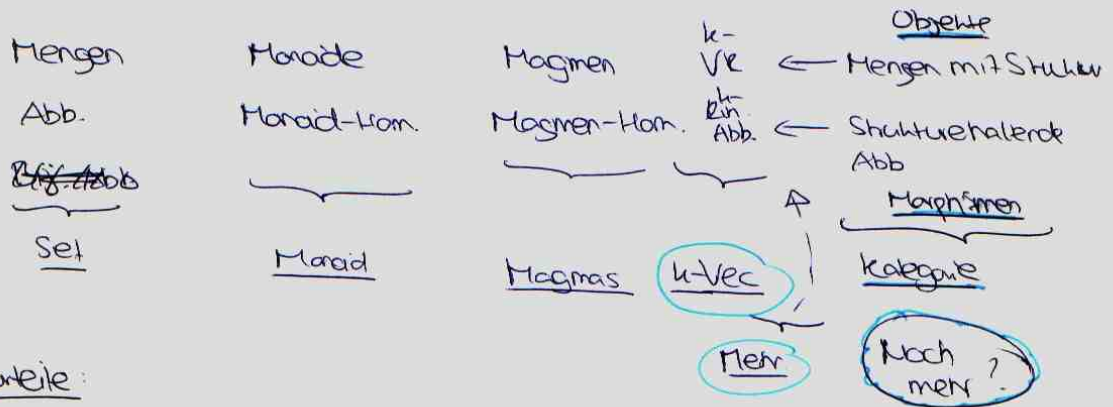 Objekte
Mengen Monoide Magmen k-VR ← Mengen mit Struktur
Abb. Monoid-Hom. Magmen-Hom. k-lin. Abb. ← Strukturerhaltende Abb
Morphismen
Set Monoid Magmas k-Vec Kategorie
Mehr Noch mehr?
orteile: